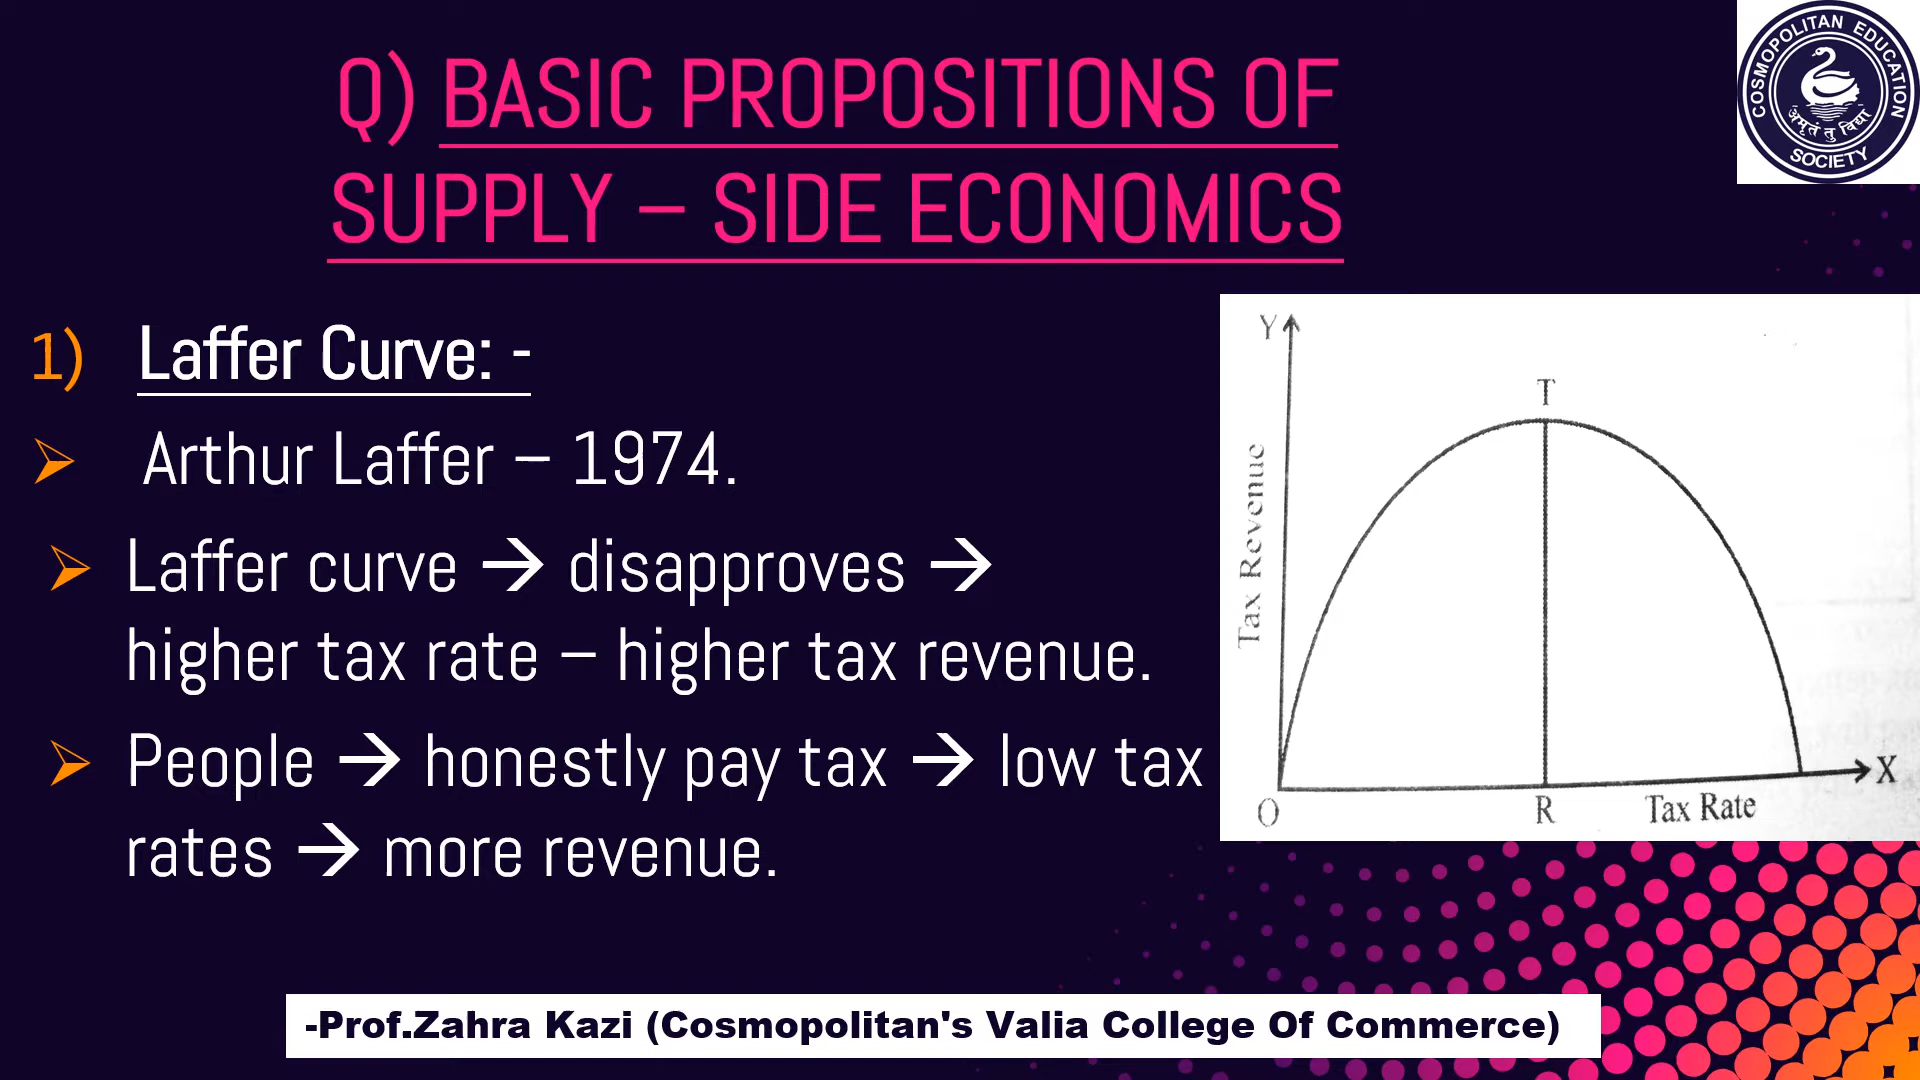 Q) BASIC PROPOSITIONS OF
SUPPLY – SIDE ECONOMICS
COSMOPOLITAN EDUCATION
SOCIETY
अमृतं तु विद्या
1) Laffer Curve: -
➢ Arthur Laffer – 1974.
➢ Laffer curve → disapproves →
higher tax rate – higher tax revenue.
➢ People → honestly pay tax → low tax
rates → more revenue.
Y
T
Tax Revenue
O
R
Tax Rate
X
-Prof.Zahra Kazi (Cosmopolitan's Valia College Of Commerce)